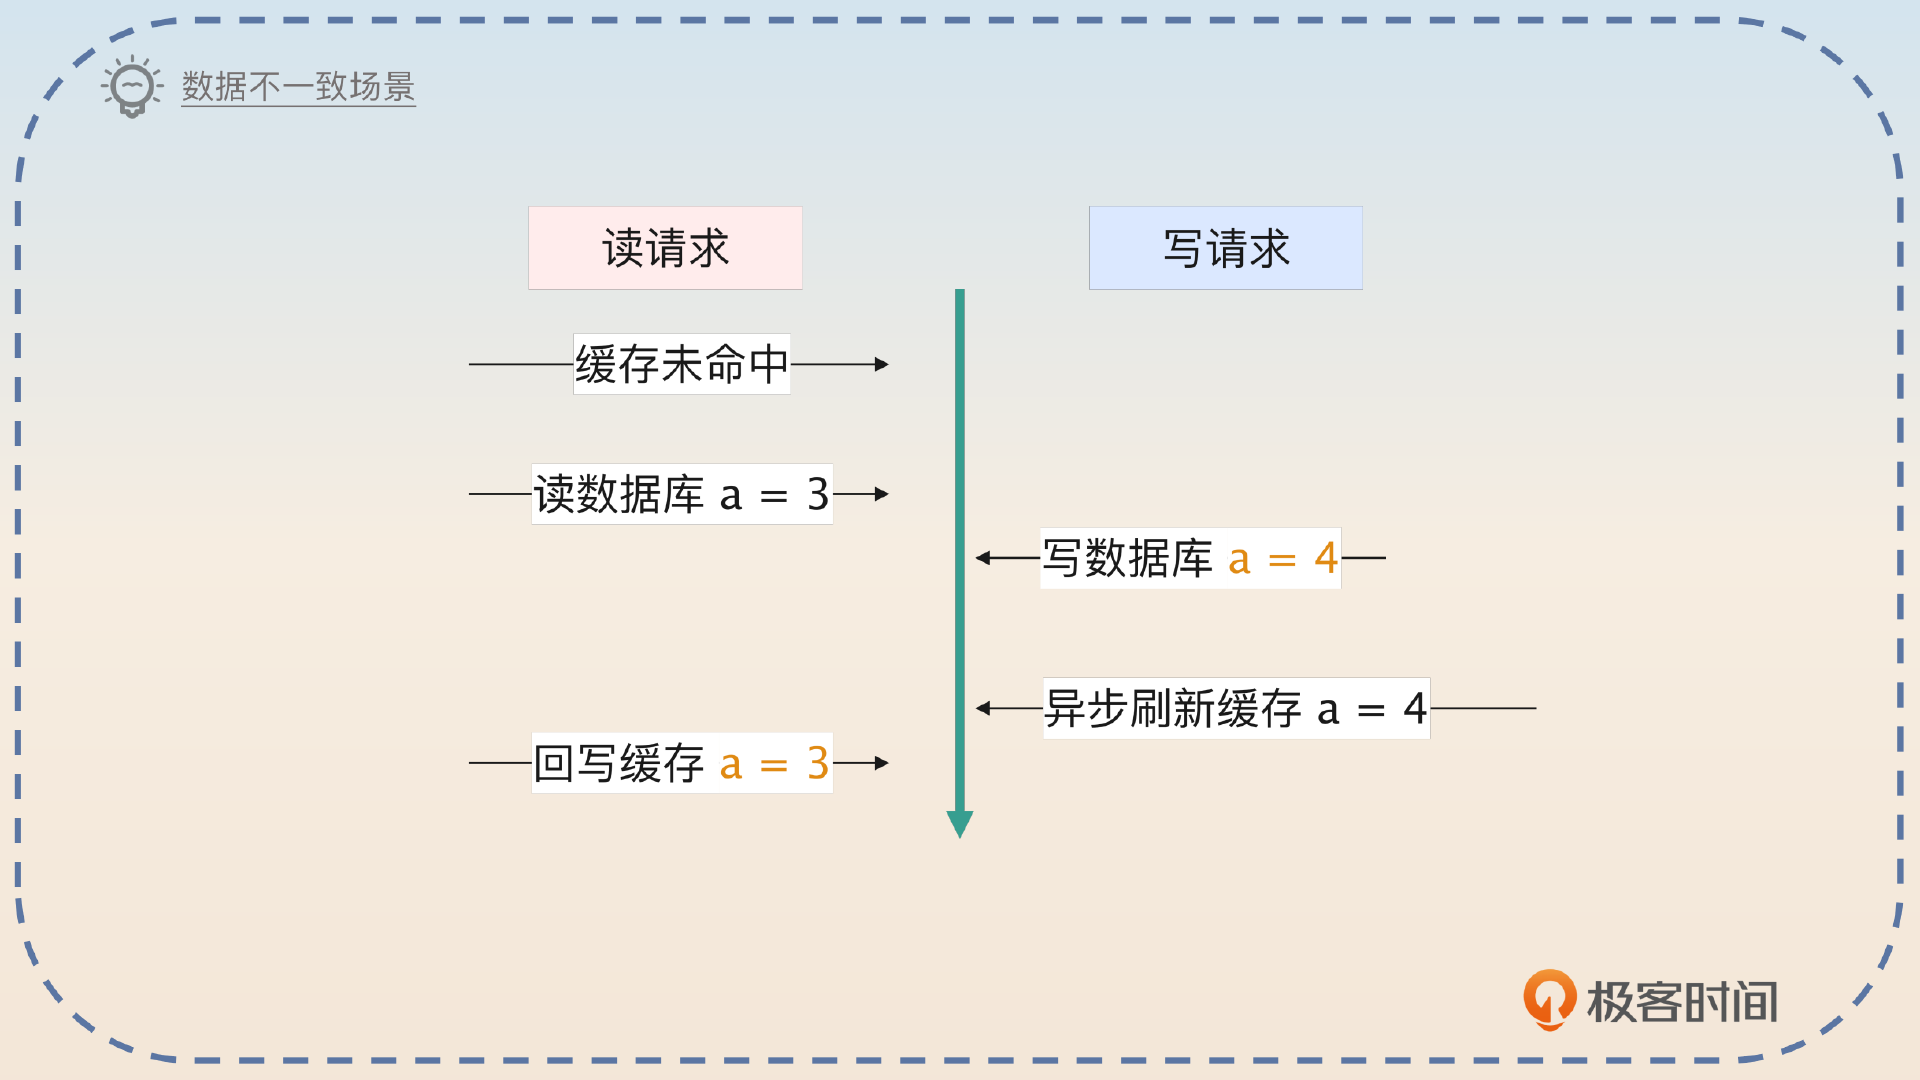 数据不一致场景
读请求
写请求
缓存未命中
读数据库 a = 3
写数据库 a = 4
异步刷新缓存 a = 4
回写缓存 a = 3
极客时间